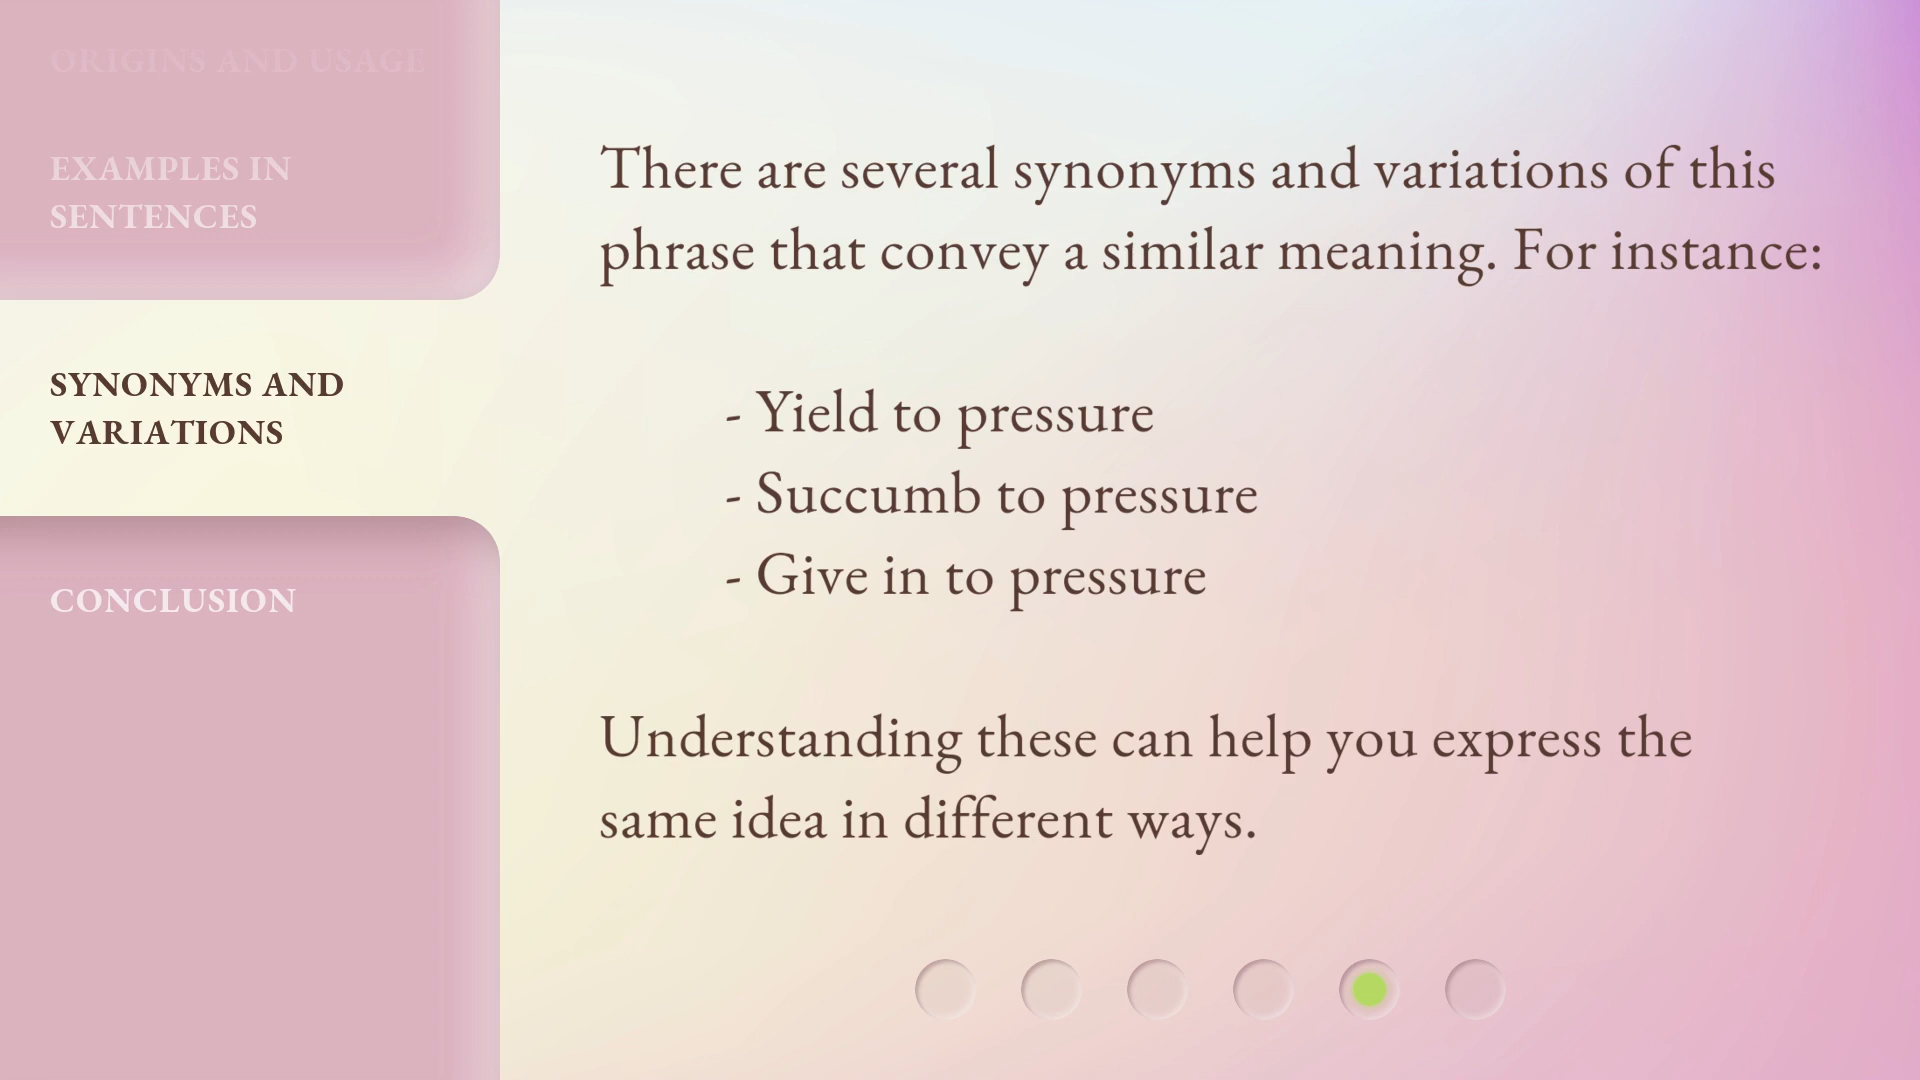 ORIGINS AND USAGE
EXAMPLES IN
SENTENCES
SYNONYMS AND
VARIATIONS
CONCLUSION
There are several synonyms and variations of this
phrase that convey a similar meaning. For instance:
- Yield to pressure
- Succumb to pressure
- Give in to pressure
Understanding these can help you express the
same idea in different ways.